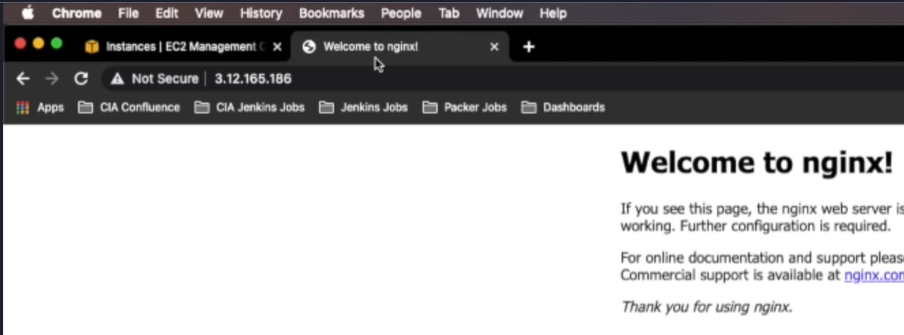 Chrome File Edit View History Bookmarks People Tab Window Help
Instances | EC2 Management Welcome to nginx!
Not Secure 3.12.165.186
Apps CIA Confluence CIA Jenkins Jobs Jenkins Jobs Packer Jobs Dashboards
Welcome to nginx!
If you see this page, the nginx web server is
working. Further configuration is required.
For online documentation and support
Commercial support is available at
Thank you for using nginx.